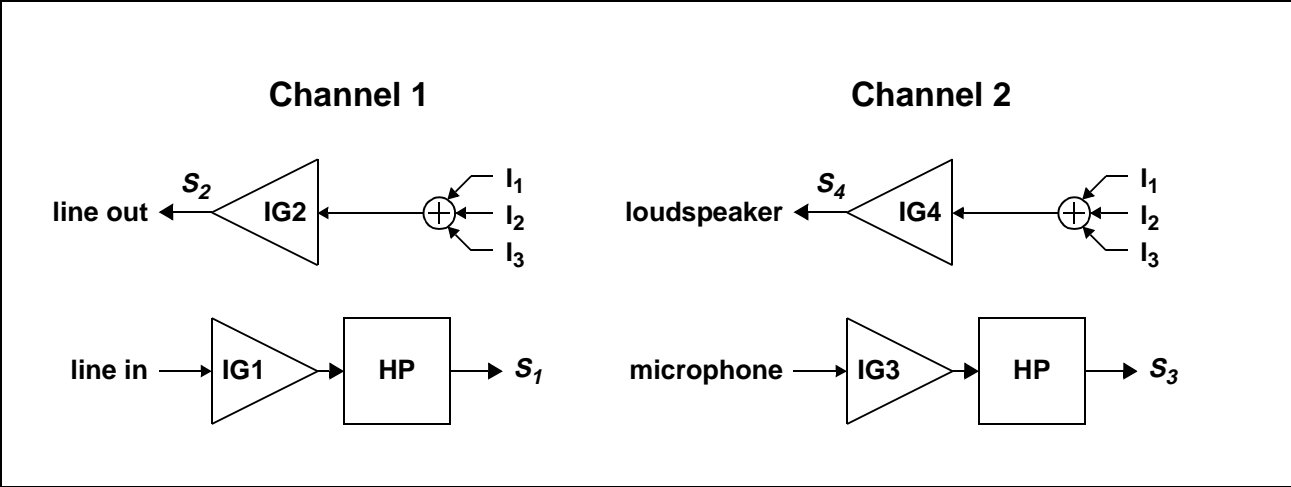 Channel 1
Channel 2
S2
I1
line out
IG2
I2
I3
S4
I1
loudspeaker
IG4
I2
I3
line in
IG1
HP
S1
microphone
IG3
HP
S3